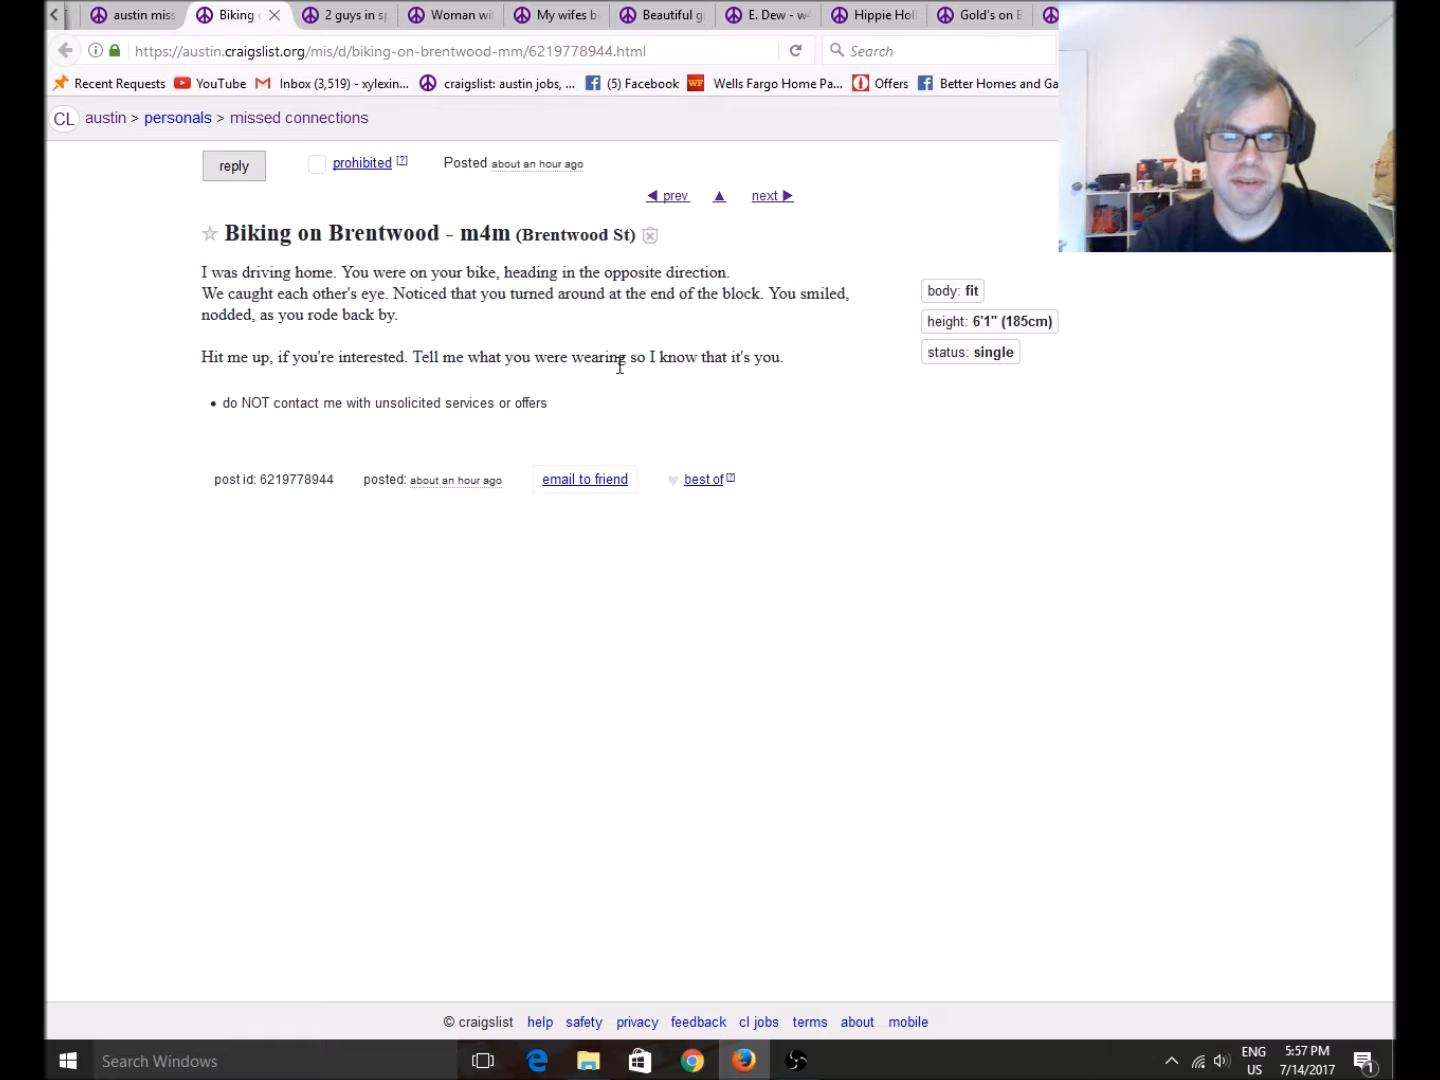 austin miss
Biking
2 guys in sp
Woman wit
My wifes b
Beautiful g
E. Dew - w
Hippie Holl
Gold's on B
https://austin.craigslist.org/mis/d/biking-on-brentwood-mm/6219778944.html
Search
Recent Requests YouTube Inbox (3,519) - xylexin... craigslist: austin jobs, ... (5) Facebook Wells Fargo Home Pa... Offers Better Homes and Ga
CL austin > personals > missed connections
reply prohibited [?] Posted about an hour ago
◀ prev ▲ next ▶
☆ Biking on Brentwood - m4m (Brentwood St)
I was driving home. You were on your bike, heading in the opposite direction.
We caught each other's eye. Noticed that you turned around at the end of the block. You smiled,
nodded, as you rode back by.
Hit me up, if you're interested. Tell me what you were wearing so I know that it's you.
• do NOT contact me with unsolicited services or offers
body: fit
height: 6'1" (185cm)
status: single
post id: 6219778944 posted: about an hour ago email to friend ♥ best of [?]
© craigslist help safety privacy feedback cl jobs terms about mobile
Search Windows
ENG
US
5:57 PM
7/14/2017
1